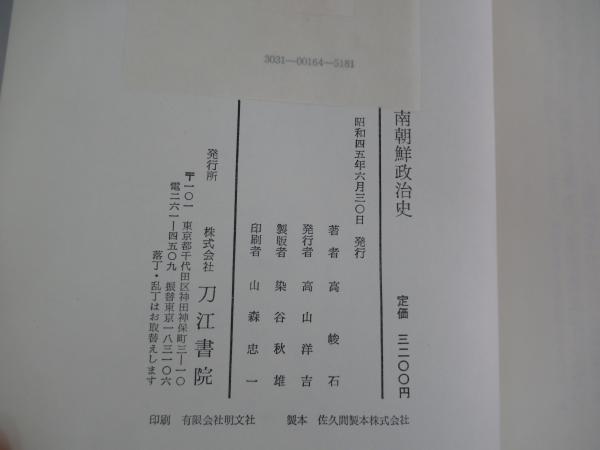 3031—00164—5181
南朝鮮政治史
定価 三二〇〇円
昭和四五年六月三〇日 発行
著者 高峻石
発行者 高山洋吉
製版者 染谷秋雄
印刷者 山森忠一
発行所 株式会社 刀江書院
〒一〇一 東京都千代田区神田神保町三—一〇
電二六一—四五〇九 振替東京一八三一〇六
落丁・乱丁はお取替えします
印刷 有限会社明文社 製本 佐久間製本株式会社